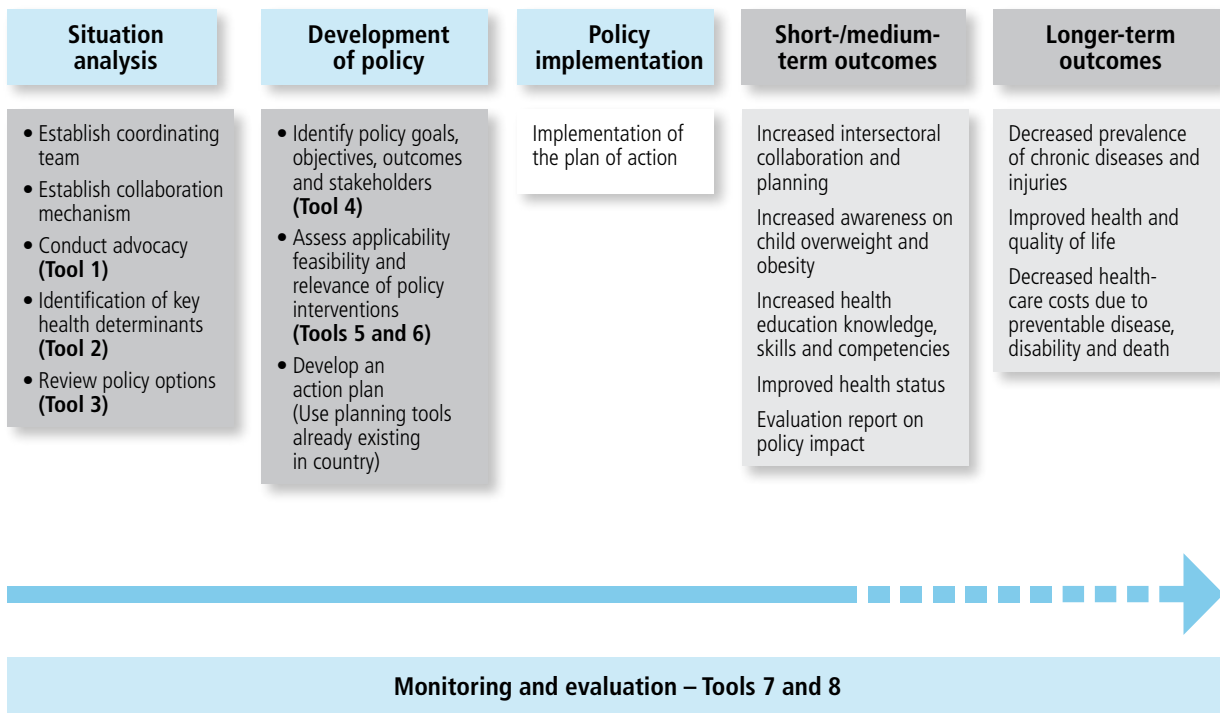 Situation
analysis
• Establish coordinating
team
• Establish collaboration
mechanism
• Conduct advocacy
(Tool 1)
• Identification of key
health determinants
(Tool 2)
• Review policy options
(Tool 3)
Development
of policy
• Identify policy goals,
objectives, outcomes
and stakeholders
(Tool 4)
• Assess applicability
feasibility and
relevance of policy
interventions
(Tools 5 and 6)
• Develop an
action plan
(Use planning tools
already existing
in country)
Policy
implementation
Implementation of
the plan of action
Short-/medium-
term outcomes
Increased intersectoral
collaboration and
planning
Increased awareness on
child overweight and
obesity
Increased health
education knowledge,
skills and competencies
Improved health status
Evaluation report on
policy impact
Longer-term
outcomes
Decreased prevalence
of chronic diseases and
injuries
Improved health and
quality of life
Decreased health-
care costs due to
preventable disease,
disability and death
Monitoring and evaluation – Tools 7 and 8